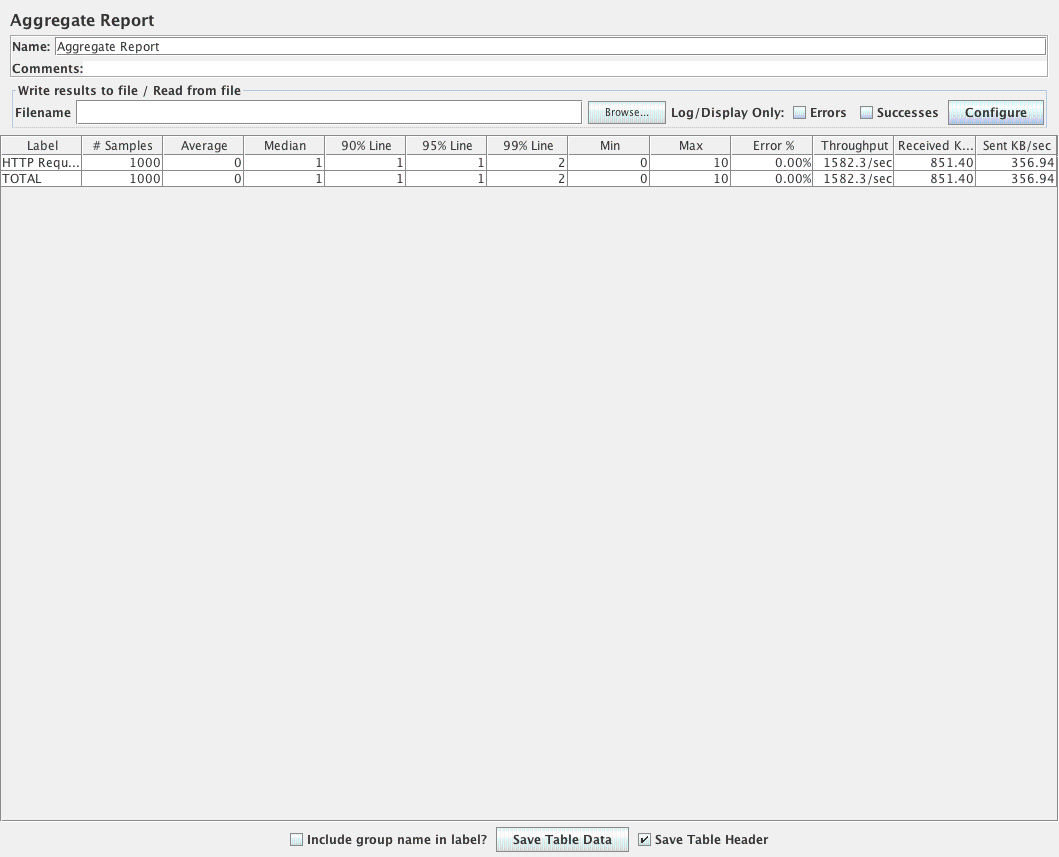 Aggregate Report
Name: Aggregate Report
Comments:
Write results to file / Read from file
Filename Browse... Log/Display Only: Errors Successes Configure
Label # Samples Average Median 90% Line 95% Line 99% Line Min Max Error % Throughput Received K... Sent KB/sec
HTTP Requ... 1000 0 1 1 1 2 0 10 0.00% 1582.3/sec 851.40 356.94
TOTAL 1000 0 1 1 1 2 0 10 0.00% 1582.3/sec 851.40 356.94
Include group name in label? Save Table Data Save Table Header